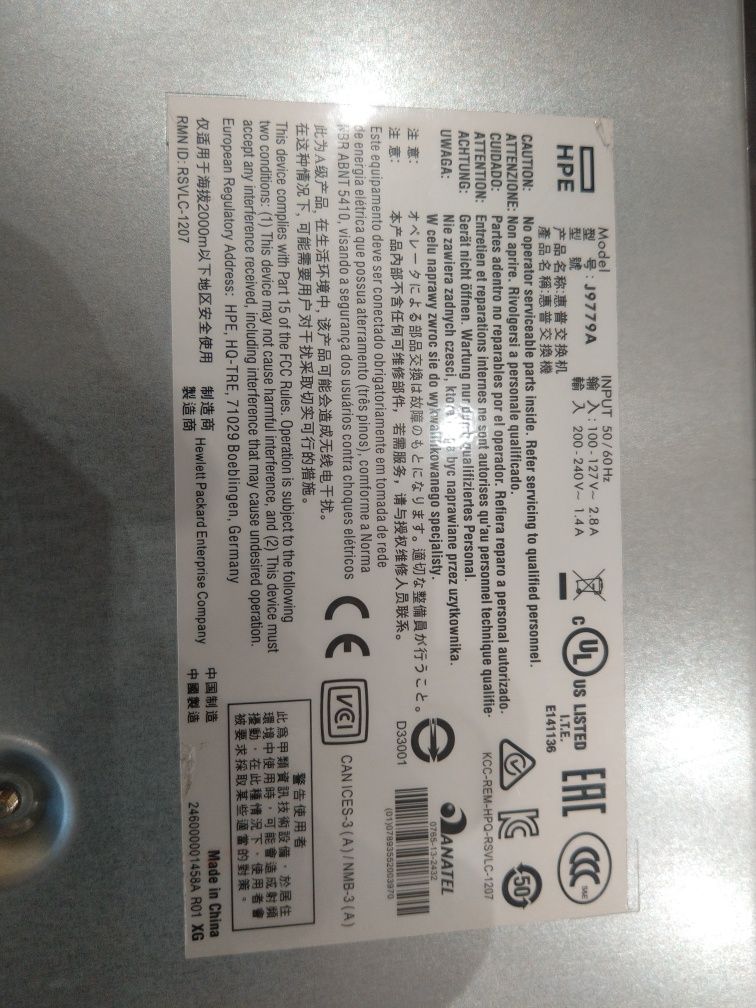 HPE
Model
型 号 : J9779A
型 號
产品名称:惠普交换机
產品名稱:惠普交換機
INPUT 50/60Hz
輸入:100-127V~ 2.8A
輸入 200-240V~ 1.4A
c UL US LISTED
I.T.E.
E141136
EAC
CCC
S&E
CAUTION: No operator serviceable parts inside. Refer servicing to qualified personnel.
ATTENZIONE: Non aprire. Rivolgersi a personale qualificado.
CUIDADO: Partes adentro no reparables por el operador. Refiera reparo a personal autorizado.
ATTENTION: Entretien et reparations internes ne sont autorises qu'au personnel technique qualifie.
ACHTUNG: Gerät nicht öffnen. Wartung nur durch qualifiziertes Personal.
UWAGA: Nie zawiera zadnych czesci, byc naprawiane przez uzytkownika.
W celu naprawy zwroc sie do wykwalifikowanego specjalisty.
注意: オペレータによる部品交換は故障のもとになります。適切な整備員が行うこと。
注意: 本产品内部不含任何可维修部件，若需服务，请与授权维修人员联系。
50
KCC-REM-HPQ-RSVLC-1207
D33001
ANATEL
0765-13-2432
(01)07893552003970
Este equipamento deve ser conectado obrigatoriamente em tomada de rede
de energia elétrica que possua aterramento (três pinos), conforme a Norma
NBR ABNT 5410, visando a segurança dos usuários contra choques elétricos
此为A级产品，在生活环境中，该产品可能会造成无线电干扰。
在这种情况下，可能需要用户对干扰采取切实可行的措施。
CE
VCI
CAN ICES-3 (A) / NMB-3 (A)
This device complies with Part 15 of the FCC Rules. Operation is subject to the following
two conditions: (1) This device may not cause harmful interference, and (2) This device must
accept any interference received, including interference that may cause undesired operation.
European Regulatory Address: HPE, HQ-TRE, 71029 Boeblingen, Germany
警告使用者
此為甲類資訊技術設備，於居住
環境中使用時，可能會造成射頻
擾動，在此種情況下，使用者會
被要求採取某些適當的對策。
仅适用于海拔2000m以下地区安全使用
制造商
製造商
Hewlett Packard Enterprise Company
中国制造
中國製造
Made in China
RMN ID: RSVLC-1207
246000001458A R01 XG